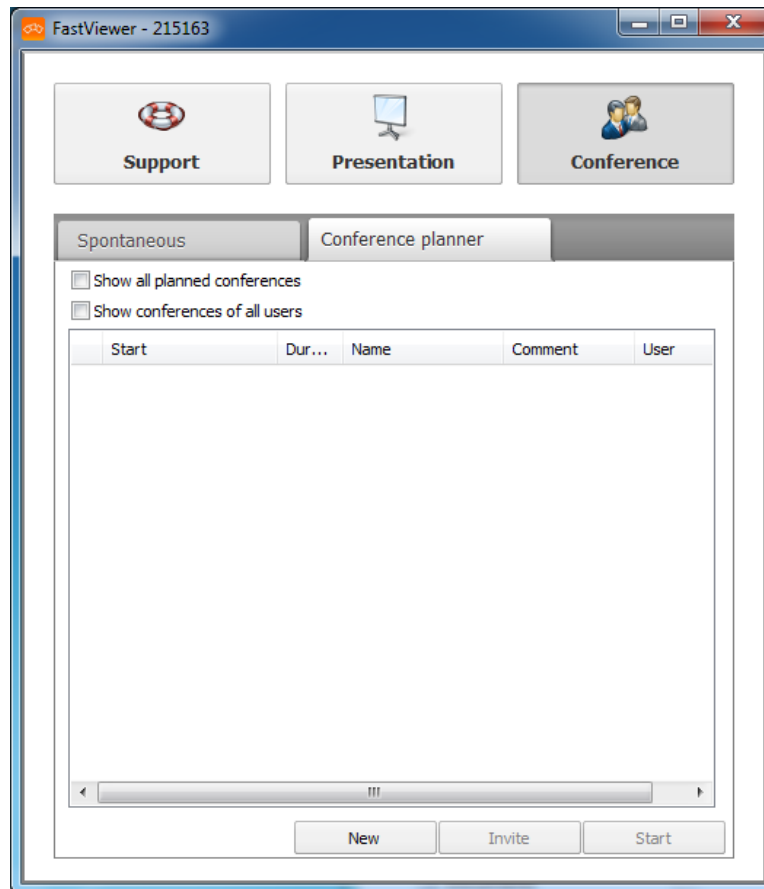 FastViewer - 215163
Support Presentation Conference
Spontaneous Conference planner
Show all planned conferences
Show conferences of all users
Start Dur... Name Comment User
New Invite Start